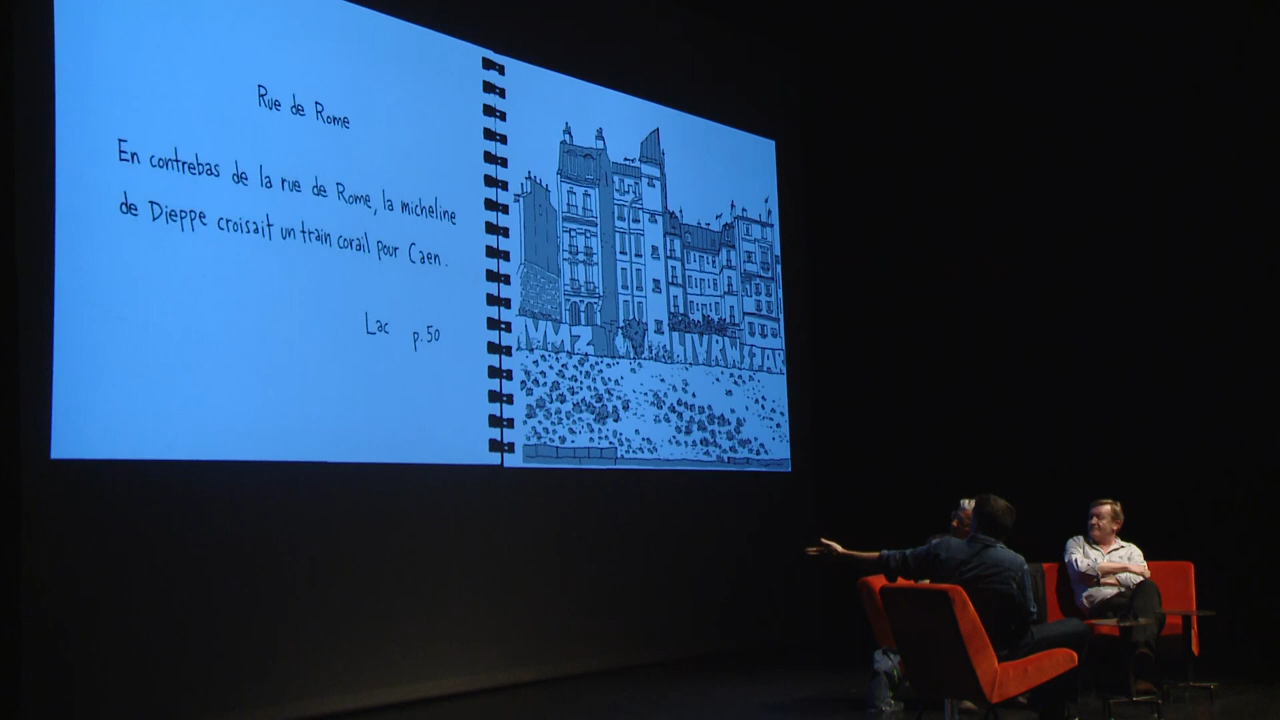 Rue de Rome
En contrebas de la rue de Rome, la micheline
de Dieppe croisait un train corail pour Caen.
Lac p.50